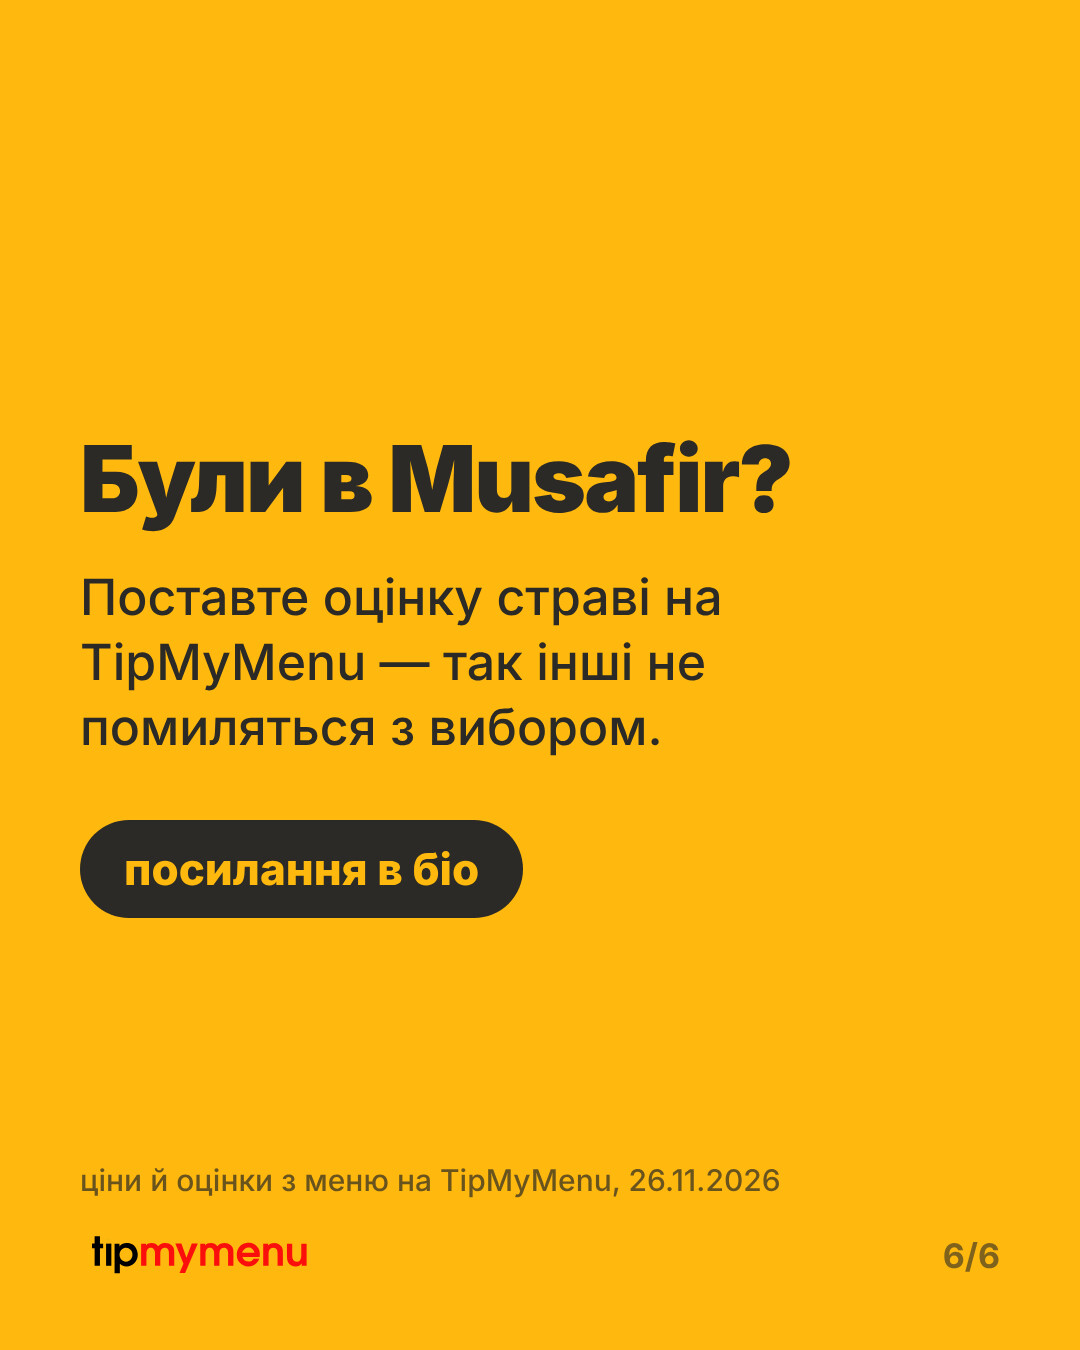 Були в Musafir?
Поставте оцінку страві на
TipMyMenu — так інші не
помиляться з вибором.
посилання в біо
ціни й оцінки з меню на TipMyMenu, 26.11.2026
tipmymenu
6/6